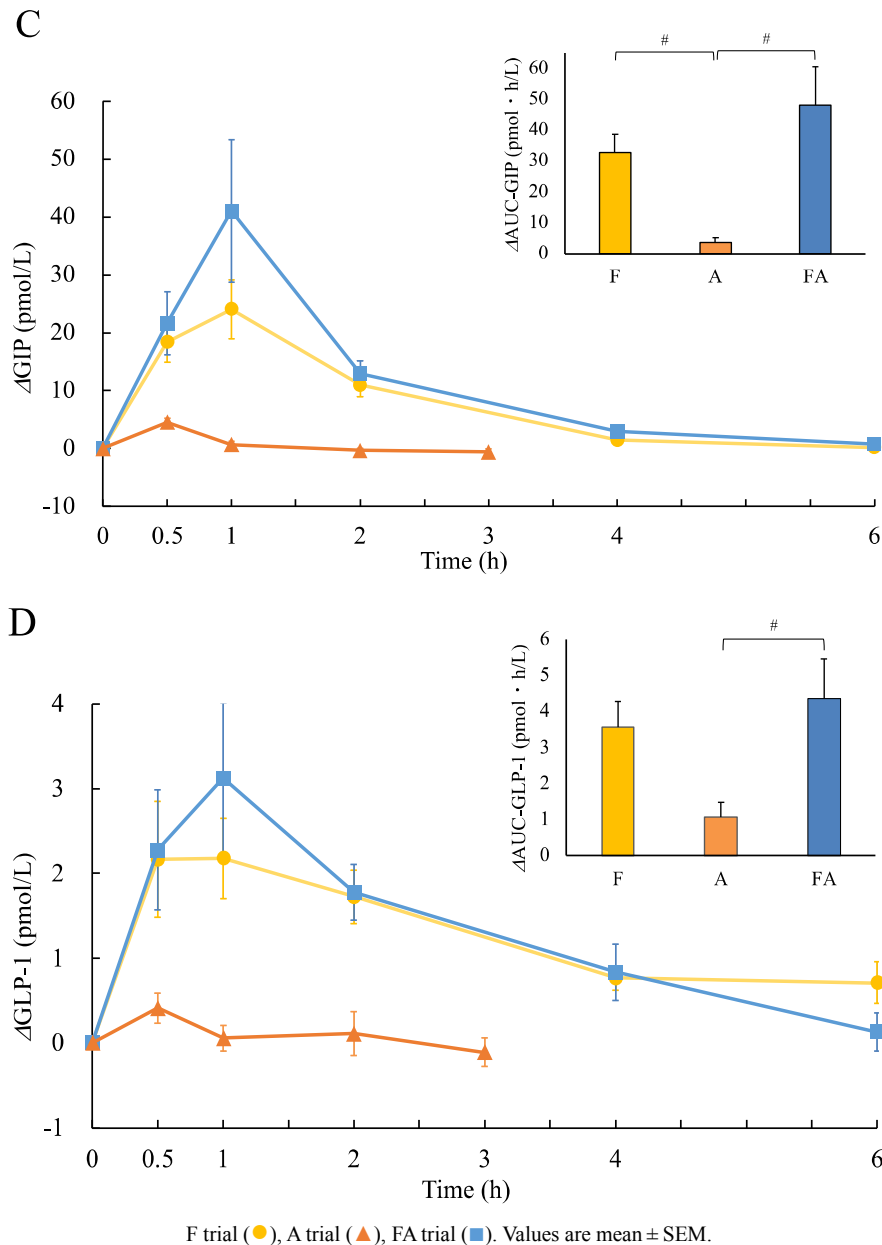 C
ΔGIP (pmol/L)
60
50
40
30
20
10
0
-10
0 0.5 1 2 3 4 6
Time (h)
ΔAUC-GIP (pmol・h/L)
60
50
40
30
20
10
0
# #
F A FA
D
ΔGLP-1 (pmol/L)
4
3
2
1
0
-1
0 0.5 1 2 3 4 6
Time (h)
ΔAUC-GLP-1 (pmol・h/L)
6
5
4
3
2
1
0
#
F A FA
F trial (●), A trial (▲), FA trial (■). Values are mean ± SEM.